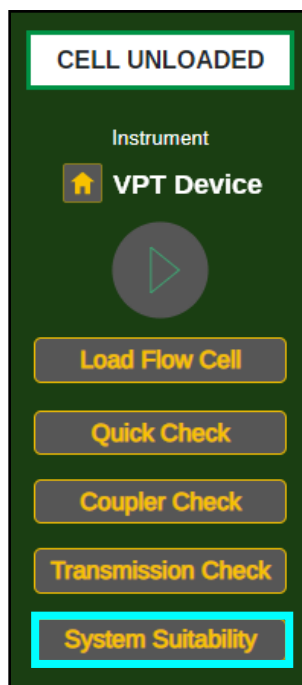 CELL UNLOADED
Instrument
VPT Device
Load Flow Cell
Quick Check
Coupler Check
Transmission Check
System Suitability